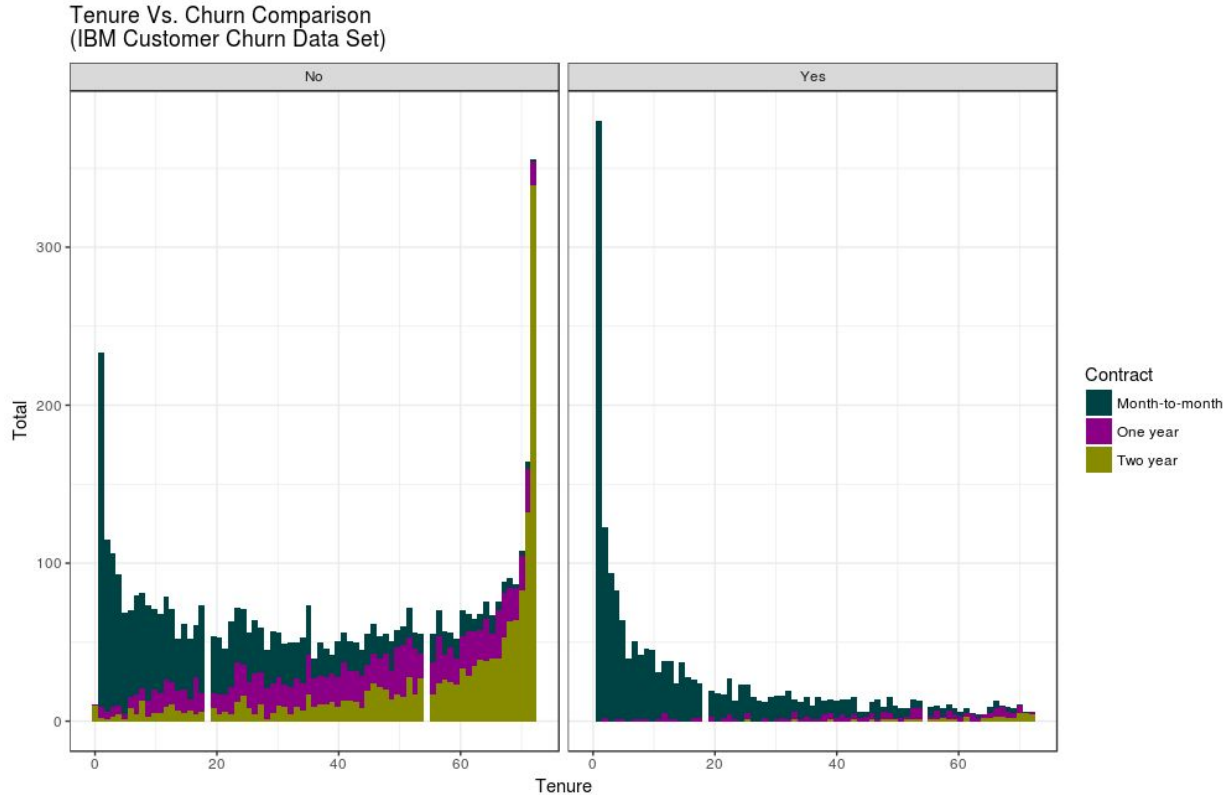 Tenure Vs. Churn Comparison
(IBM Customer Churn Data Set)
No
Yes
Total
300
200
100
0
0
20
40
60
0
20
40
60
Tenure
Contract
Month-to-month
One year
Two year